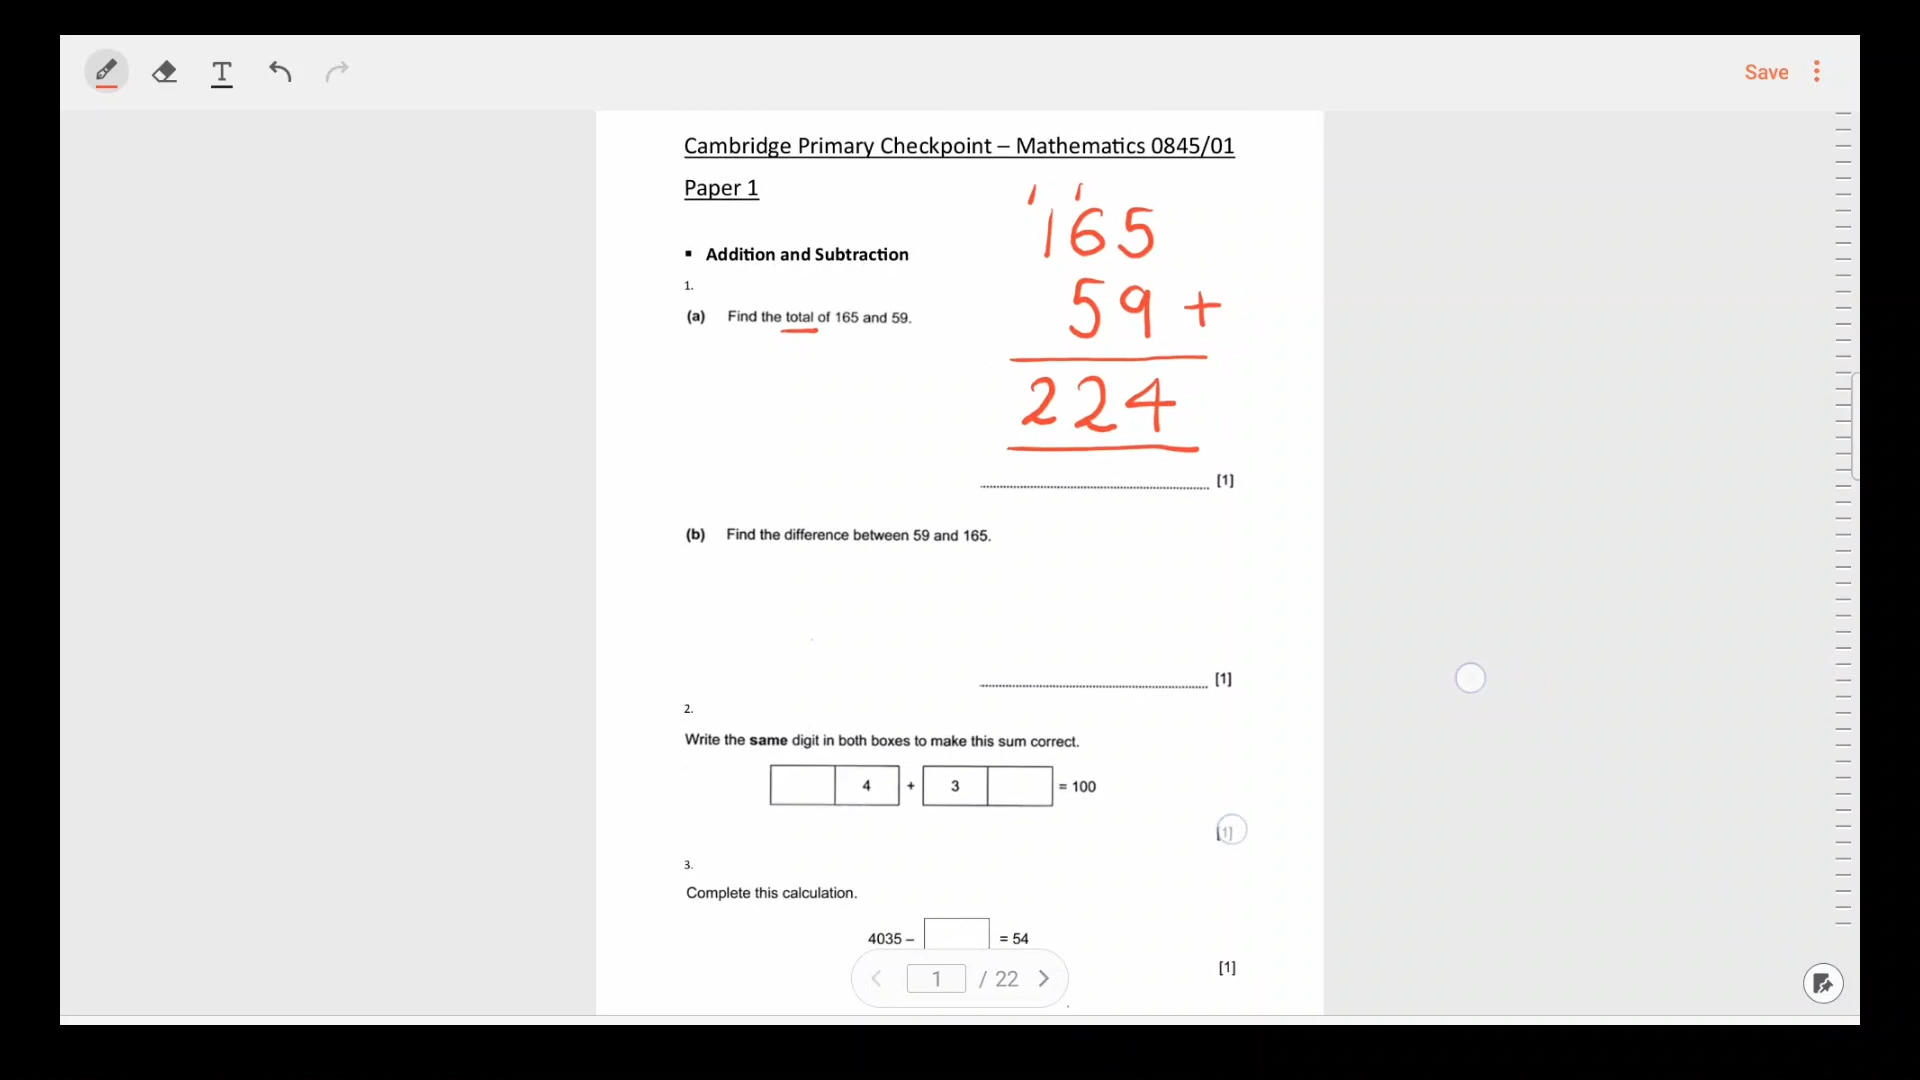 T
Save
Cambridge Primary Checkpoint – Mathematics 0845/01
Paper 1
1 1
165
▪ Addition and Subtraction
1.
59 +
(a) Find the total of 165 and 59.
224
[1]
(b) Find the difference between 59 and 165.
[1]
2.
Write the same digit in both boxes to make this sum correct.
4 + 3 = 100
[1]
3.
Complete this calculation.
4035 – = 54
[1]
1 / 22